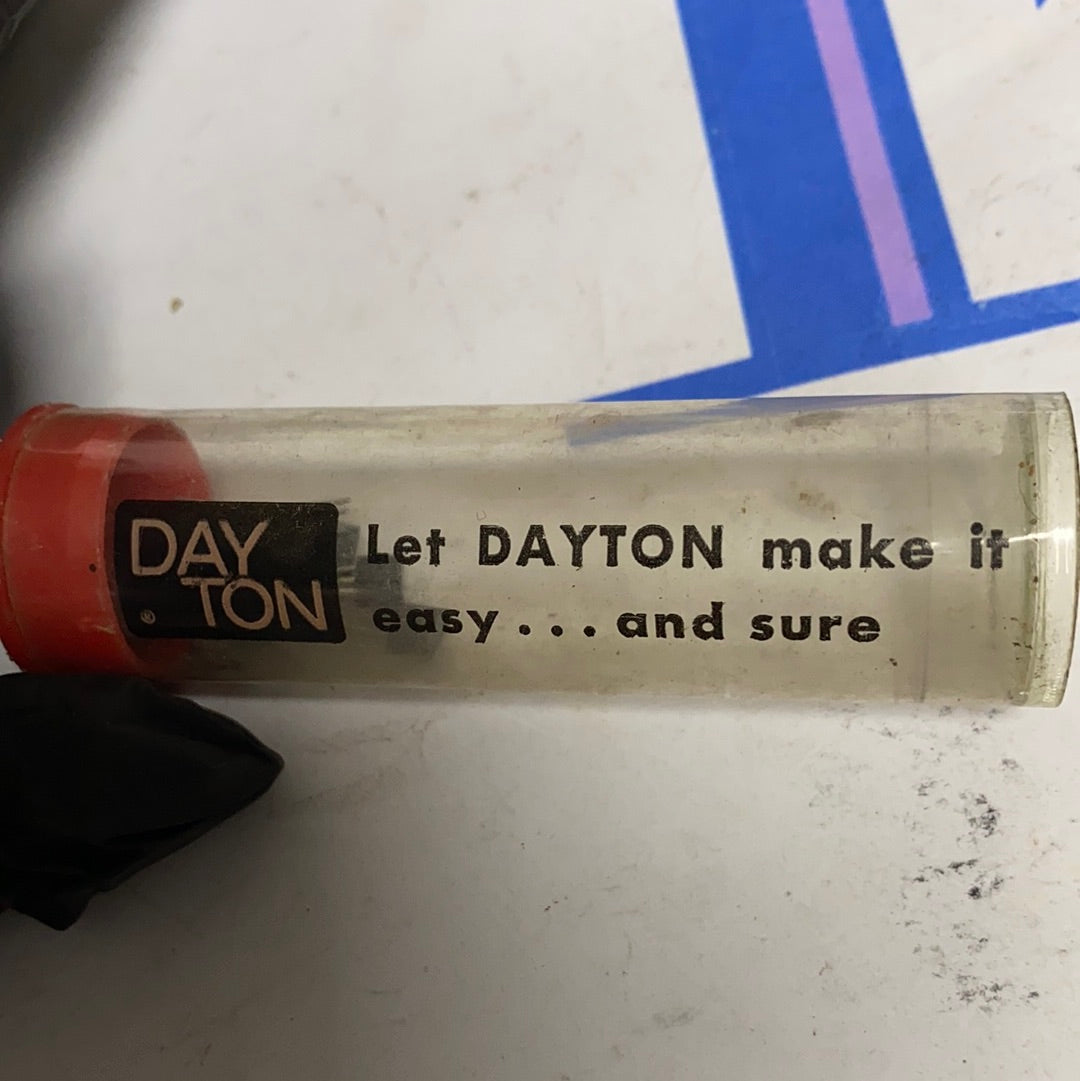 DAY
TON
®
Let DAYTON make it
easy...and sure